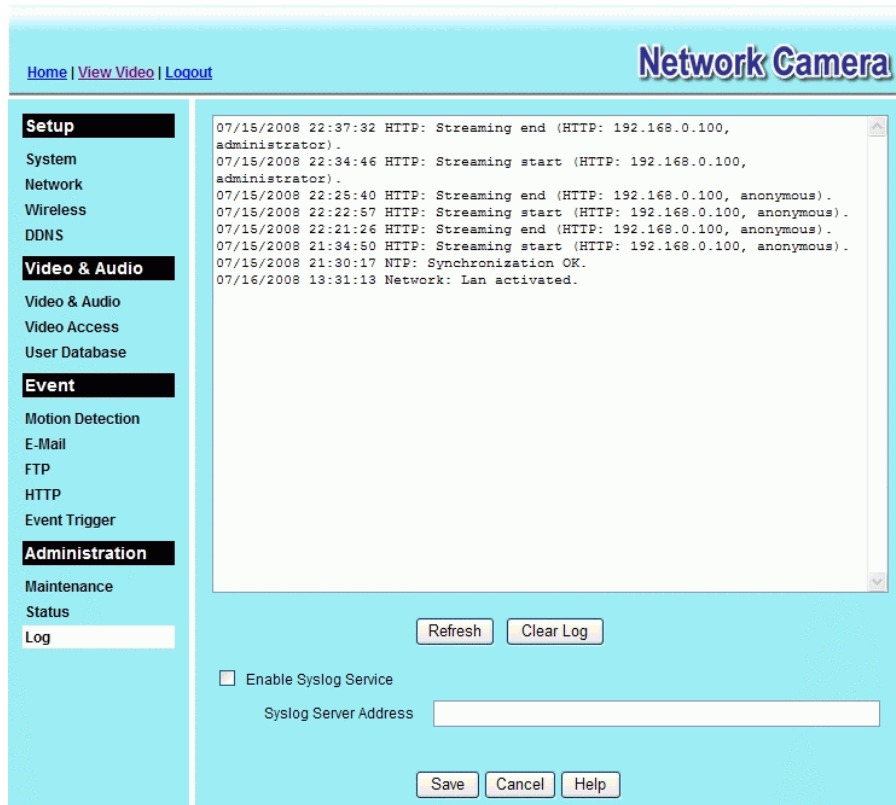 Home | View Video | Logout
Network Camera
Setup
System
Network
Wireless
DDNS
Video & Audio
Video & Audio
Video Access
User Database
Event
Motion Detection
E-Mail
FTP
HTTP
Event Trigger
Administration
Maintenance
Status
Log
07/15/2008 22:37:32 HTTP: Streaming end (HTTP: 192.168.0.100,
administrator).
07/15/2008 22:34:46 HTTP: Streaming start (HTTP: 192.168.0.100,
administrator).
07/15/2008 22:25:40 HTTP: Streaming end (HTTP: 192.168.0.100, anonymous).
07/15/2008 22:22:57 HTTP: Streaming start (HTTP: 192.168.0.100, anonymous).
07/15/2008 22:21:26 HTTP: Streaming end (HTTP: 192.168.0.100, anonymous).
07/15/2008 21:34:50 HTTP: Streaming start (HTTP: 192.168.0.100, anonymous).
07/15/2008 21:30:17 NTP: Synchronization OK.
07/16/2008 13:31:13 Network: Lan activated.
Refresh Clear Log
Enable Syslog Service
Syslog Server Address
Save Cancel Help